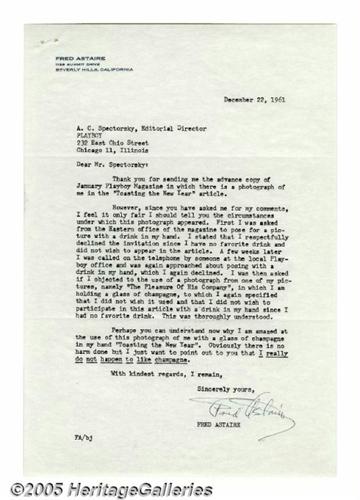 FRED ASTAIRE
1155 SUMMIT DRIVE
BEVERLY HILLS, CALIFORNIA
December 22, 1961
A. C. Spectorsky, Editorial Director
PLAYBOY
232 East Ohio Street
Chicago 11, Illinois
Dear Mr. Spectorsky:
Thank you for sending me the advance copy of
January Playboy Magazine in which there is a photograph of
me in the "Toasting the New Year" article.
However, since you have asked me for my comments,
I feel it only fair I should tell you the circumstances
under which this photograph appeared. First I was asked
from the Eastern office of the magazine to pose for a pic-
ture with a drink in my hand. I stated that I respectfully
declined the invitation since I have no favorite drink and
did not wish to appear in the article. A few weeks later
I was called on the telephone by someone at the local Play-
boy office and was again approached about posing with a
drink in my hand, which I again declined. I was then asked
if I objected to the use of a photograph from one of my pic-
tures, namely "The Pleasure Of His Company", in which I am
holding a glass of champagne, to which I again specified
that I did not wish it used and that I did not wish to
participate in this article with a drink in my hand since I
had no favorite drink. This was thoroughly understood.
Perhaps you can understand now why I am amazed at
the use of this photograph of me with a glass of champagne
in my hand "Toasting the New Year". Obviously there is no
harm done but I just want to point out to you that I really
do not happen to like champagne.
With kindest regards, I remain,
Sincerely yours,
Fred Astaire
FRED ASTAIRE
FA/bj
©2005 HeritageGalleries